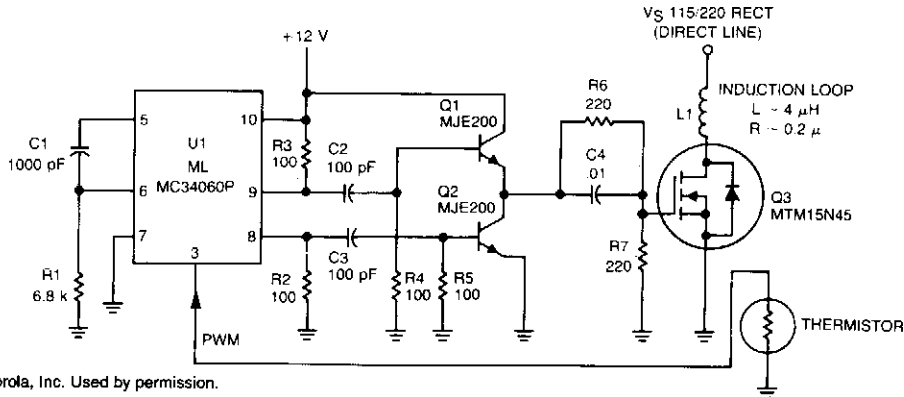 VS 115/220 RECT
(DIRECT LINE)
+12 V
R6
220
INDUCTION LOOP
L ~ 4 μH
R ~ 0.2 μ
L1
Q1
MJE200
5
10
U1
ML
MC34060P
C1
1000 pF
R3
100
C2
100 pF
C4
.01
Q2
MJE200
6
9
Q3
MTM15N45
7
8
3
R1
6.8 k
R2
100
C3
100 pF
R4
100
R5
100
R7
220
PWM
THERMISTOR
orola, Inc. Used by permission.